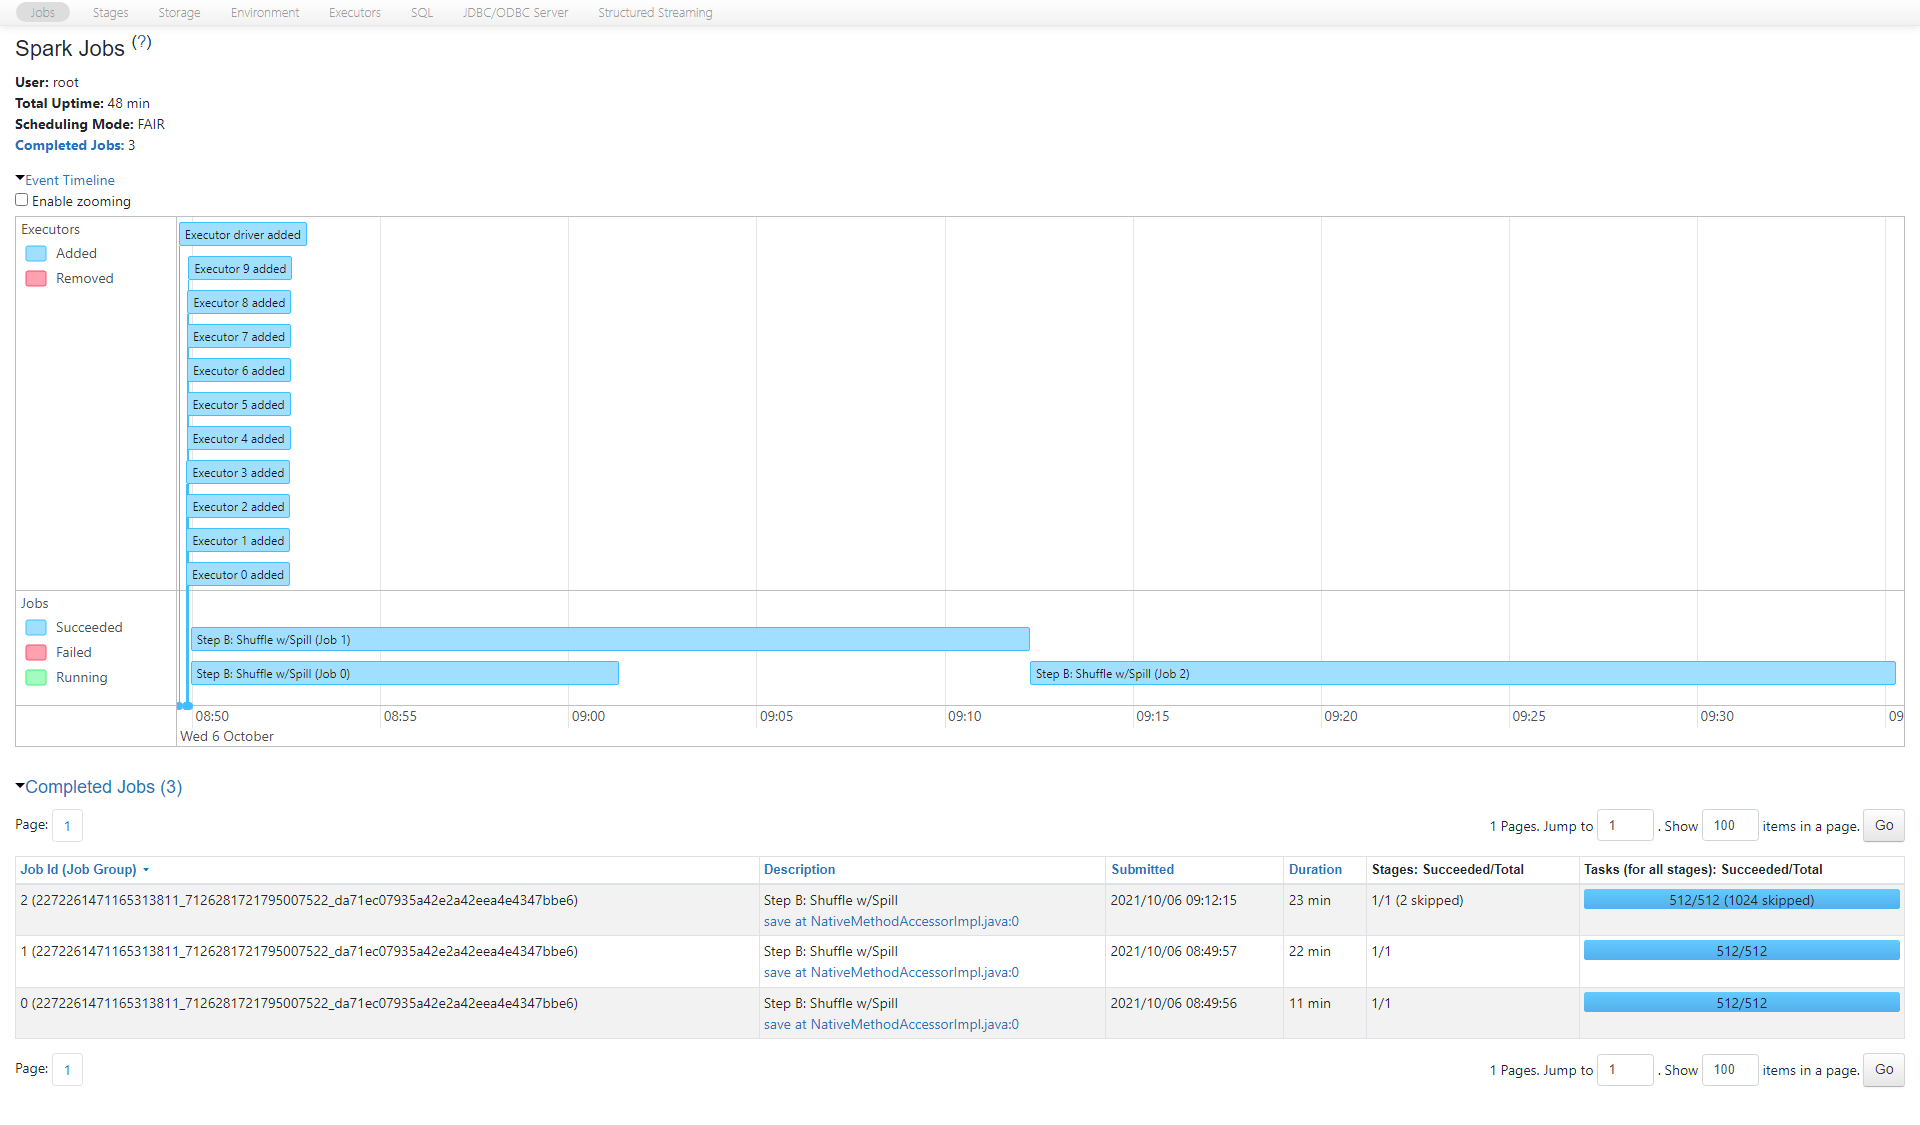 Jobs Stages Storage Environment Executors SQL JDBC/ODBC Server Structured Streaming
Spark Jobs (?)
User: root
Total Uptime: 48 min
Scheduling Mode: FAIR
Completed Jobs: 3
Event Timeline
Enable zooming
Executors
Added
Removed
Executor driver added
Executor 9 added
Executor 8 added
Executor 7 added
Executor 6 added
Executor 5 added
Executor 4 added
Executor 3 added
Executor 2 added
Executor 1 added
Executor 0 added
Jobs
Succeeded
Failed
Running
Step B: Shuffle w/Spill (Job 1)
Step B: Shuffle w/Spill (Job 0) Step B: Shuffle w/Spill (Job 2)
08:50 08:55 09:00 09:05 09:10 09:15 09:20 09:25 09:30 09
Wed 6 October
Completed Jobs (3)
Page: 1 1 Pages. Jump to 1 . Show 100 items in a page. Go
Job Id (Job Group) Description Submitted Duration Stages: Succeeded/Total Tasks (for all stages): Succeeded/Total
2 (2272261471165313811_7126281721795007522_da71ec07935a42e2a42eea4e4347bbe6) Step B: Shuffle w/Spill 2021/10/06 09:12:15 23 min 1/1 (2 skipped) 512/512 (1024 skipped)
save at NativeMethodAccessorImpl.java:0
1 (2272261471165313811_7126281721795007522_da71ec07935a42e2a42eea4e4347bbe6) Step B: Shuffle w/Spill 2021/10/06 08:49:57 22 min 1/1 512/512
save at NativeMethodAccessorImpl.java:0
0 (2272261471165313811_7126281721795007522_da71ec07935a42e2a42eea4e4347bbe6) Step B: Shuffle w/Spill 2021/10/06 08:49:56 11 min 1/1 512/512
save at NativeMethodAccessorImpl.java:0
Page: 1 1 Pages. Jump to 1 . Show 100 items in a page. Go